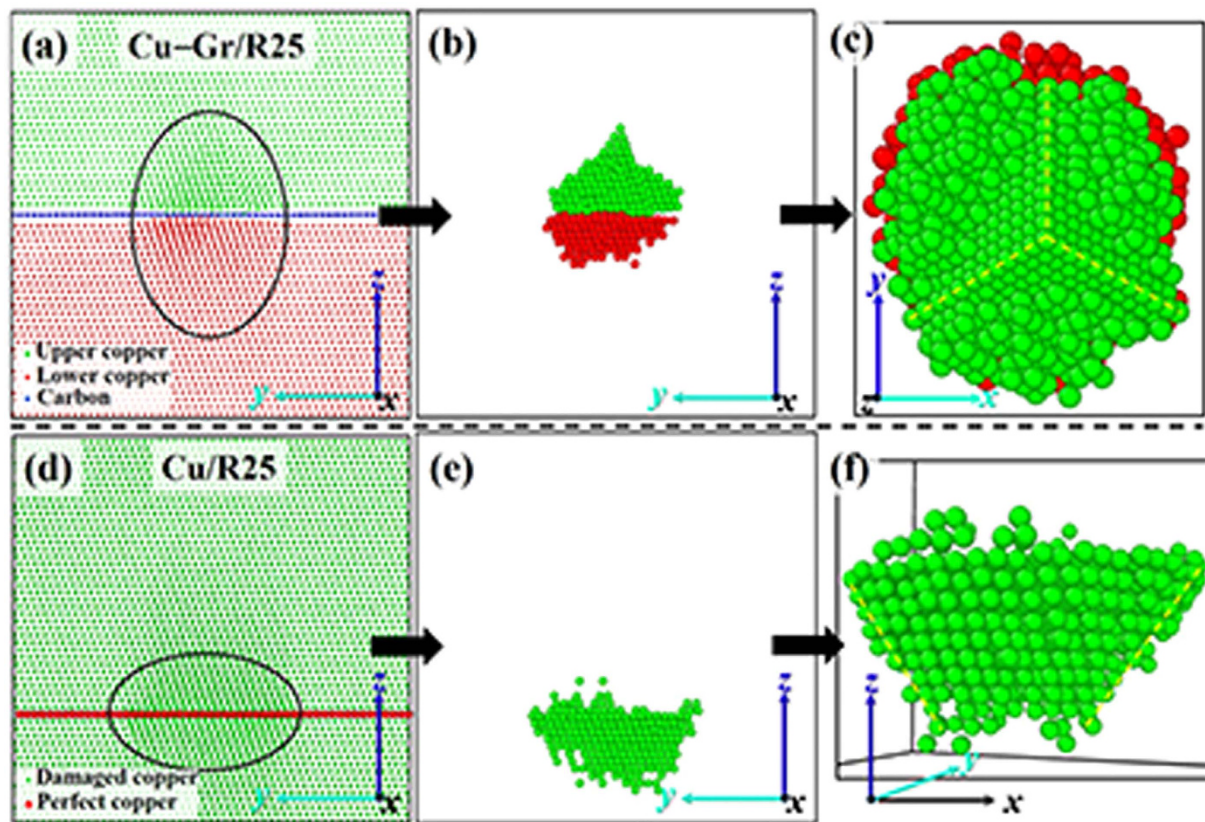 (a) Cu−Gr/R25
z
Upper copper
Lower copper
Carbon
y
x
(b)
z
y
x
(c)
y
z
x
(d) Cu/R25
z
Damaged copper
Perfect copper
y
x
(e)
z
y
x
(f)
z
y
x